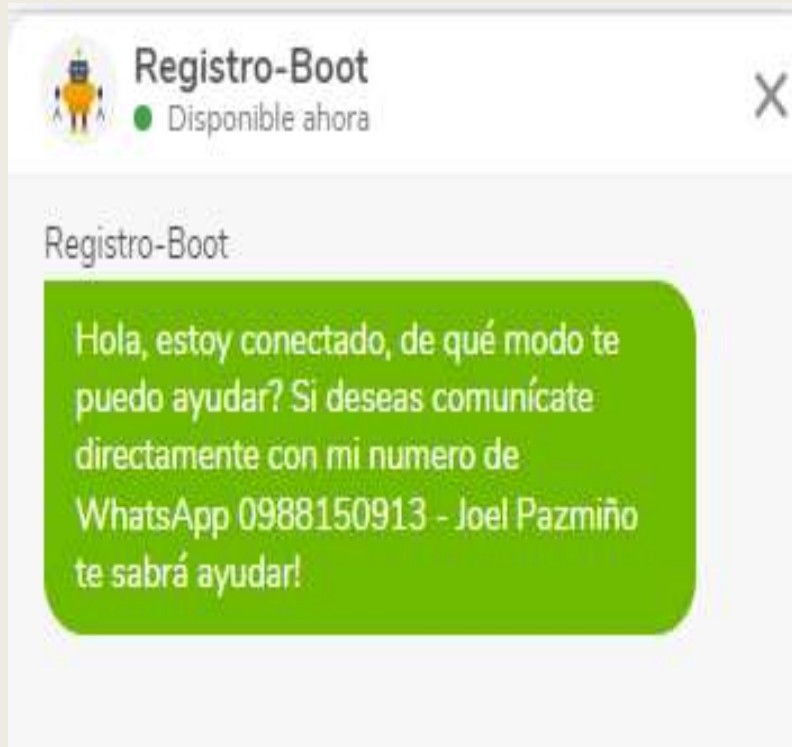 Registro-Boot
Disponible ahora
Registro-Boot
Hola, estoy conectado, de qué modo te
puedo ayudar? Si deseas comunícate
directamente con mi numero de
WhatsApp 0988150913 - Joel Pazmiño
te sabrá ayudar!